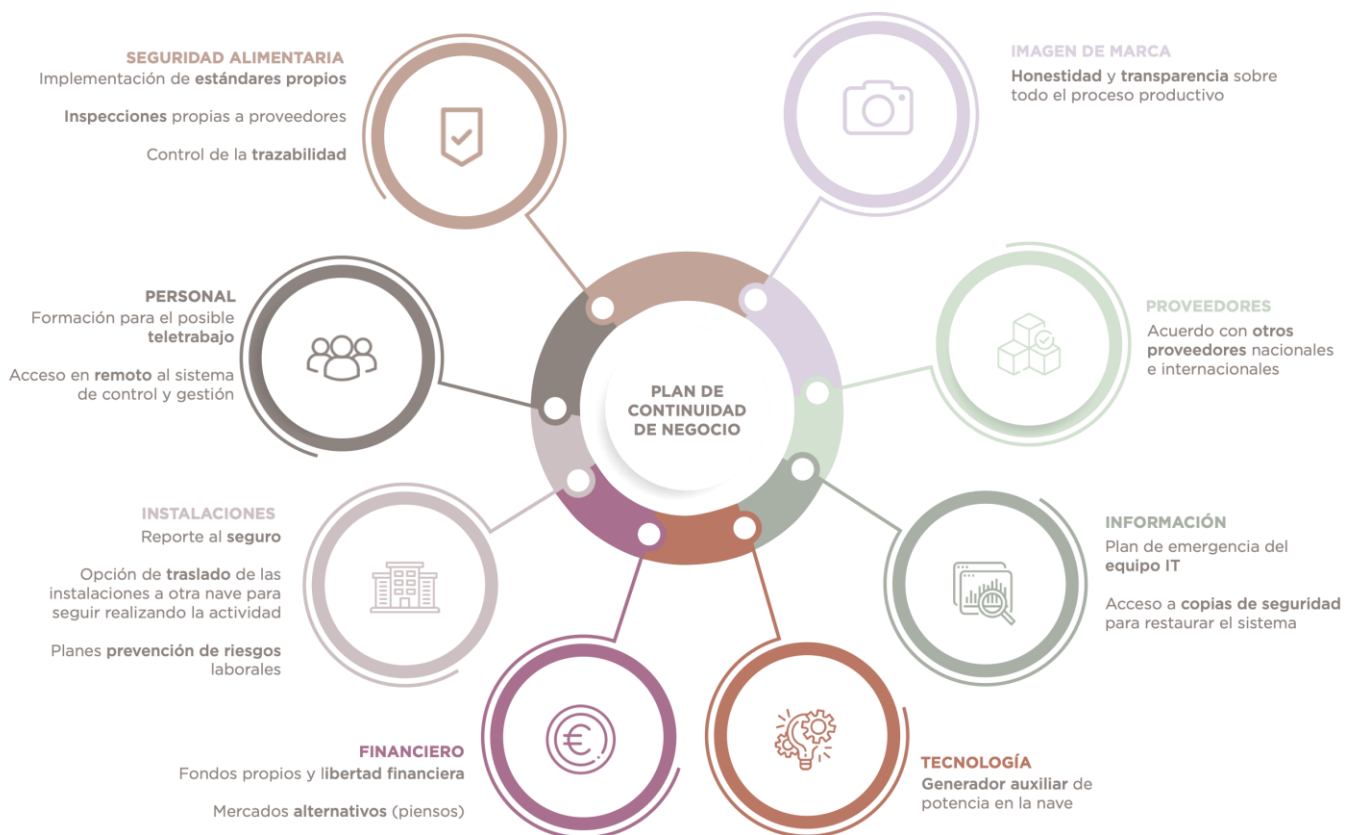 SEGURIDAD ALIMENTARIA
Implementación de estándares propios
Inspecciones propias a proveedores
Control de la trazabilidad
IMAGEN DE MARCA
Honestidad y transparencia sobre
todo el proceso productivo
PERSONAL
Formación para el posible
teletrabajo
Acceso en remoto al sistema
de control y gestión
PLAN DE
CONTINUIDAD
DE NEGOCIO
PROVEEDORES
Acuerdo con otros
proveedores nacionales
e internacionales
INSTALACIONES
Reporte al seguro
Opción de traslado de las
instalaciones a otra nave para
seguir realizando la actividad
Planes prevención de riesgos
laborales
INFORMACIÓN
Plan de emergencia del
equipo IT
Acceso a copias de seguridad
para restaurar el sistema
FINANCIERO
Fondos propios y libertad financiera
Mercados alternativos (piensos)
TECNOLOGÍA
Generador auxiliar de
potencia en la nave